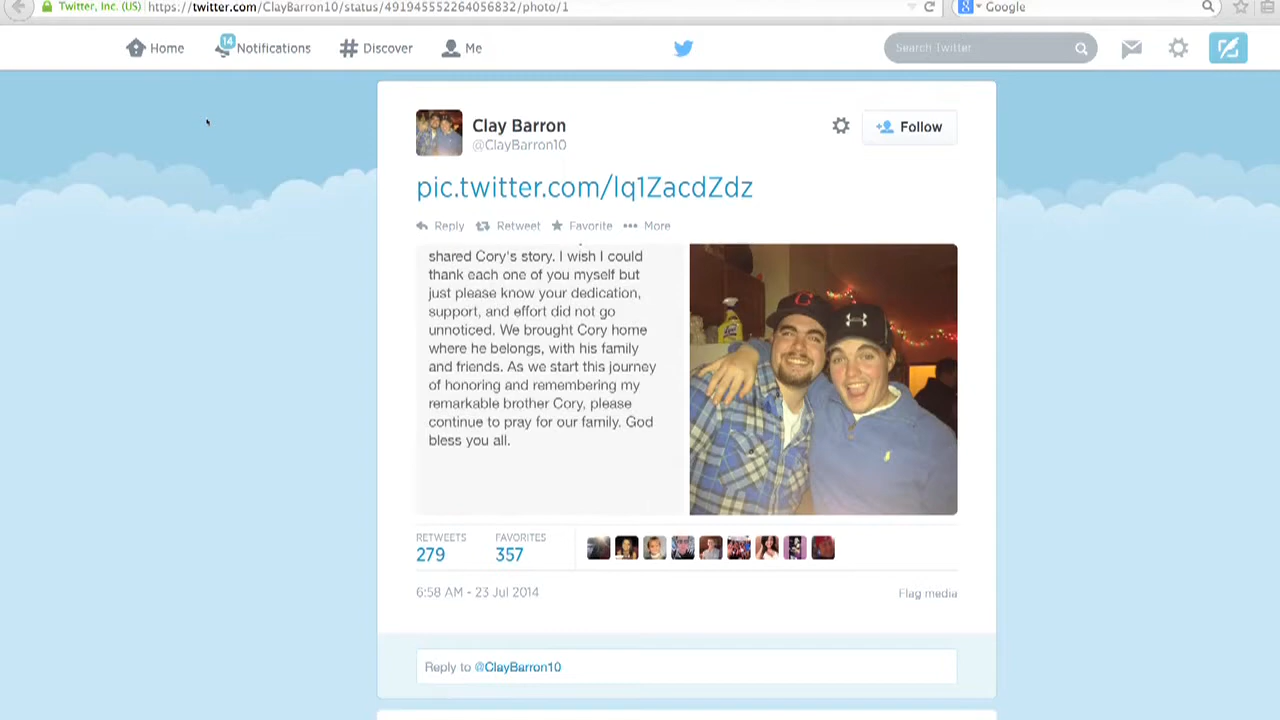 Twitter, Inc. (US) https://twitter.com/ClayBarron10/status/491945552264056832/photo/1 Google
Home 14 Notifications Discover Me Search Twitter
Clay Barron
@ClayBarron10
Follow
pic.twitter.com/lq1ZacdZdz
Reply Retweet Favorite More
shared Cory's story. I wish I could
thank each one of you myself but
just please know your dedication,
support, and effort did not go
unnoticed. We brought Cory home
where he belongs, with his family
and friends. As we start this journey
of honoring and remembering my
remarkable brother Cory, please
continue to pray for our family. God
bless you all.
G
RETWEETS FAVORITES
279 357
6:58 AM - 23 Jul 2014 Flag media
Reply to @ClayBarron10